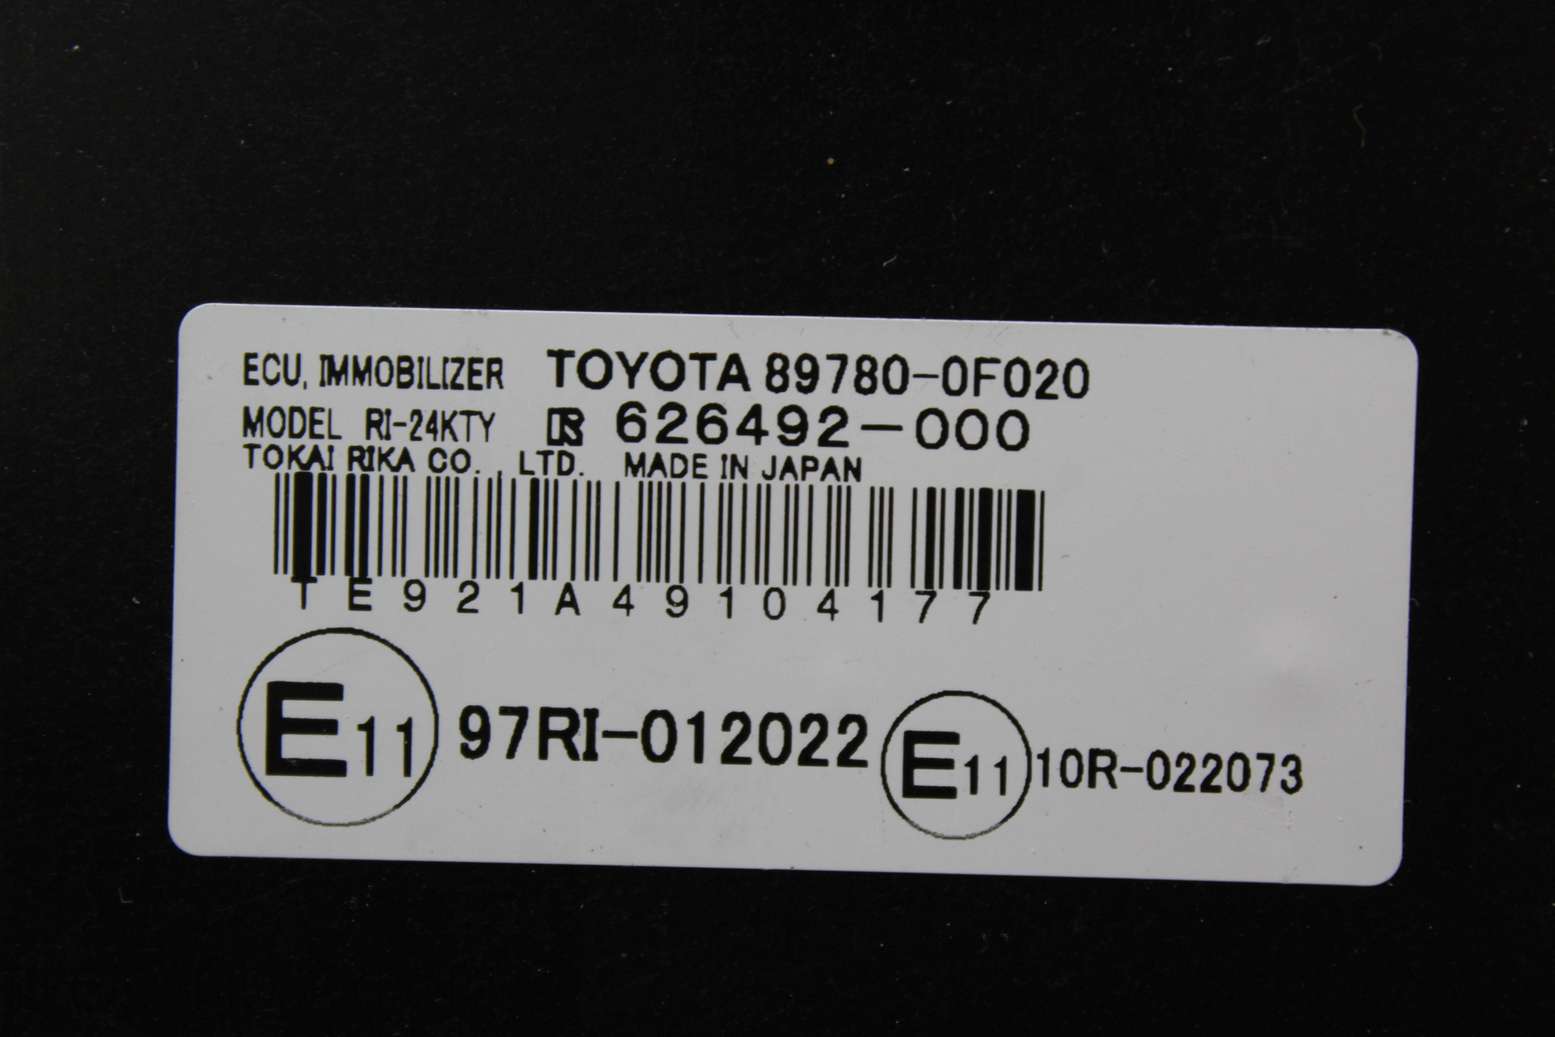 ECU, IMMOBILIZER TOYOTA 89780-0F020
MODEL RI-24KTY 626492-000
TOKAI RIKA CO., LTD. MADE IN JAPAN
TE921A49104177
E11 97RI-012022 E11 10R-022073